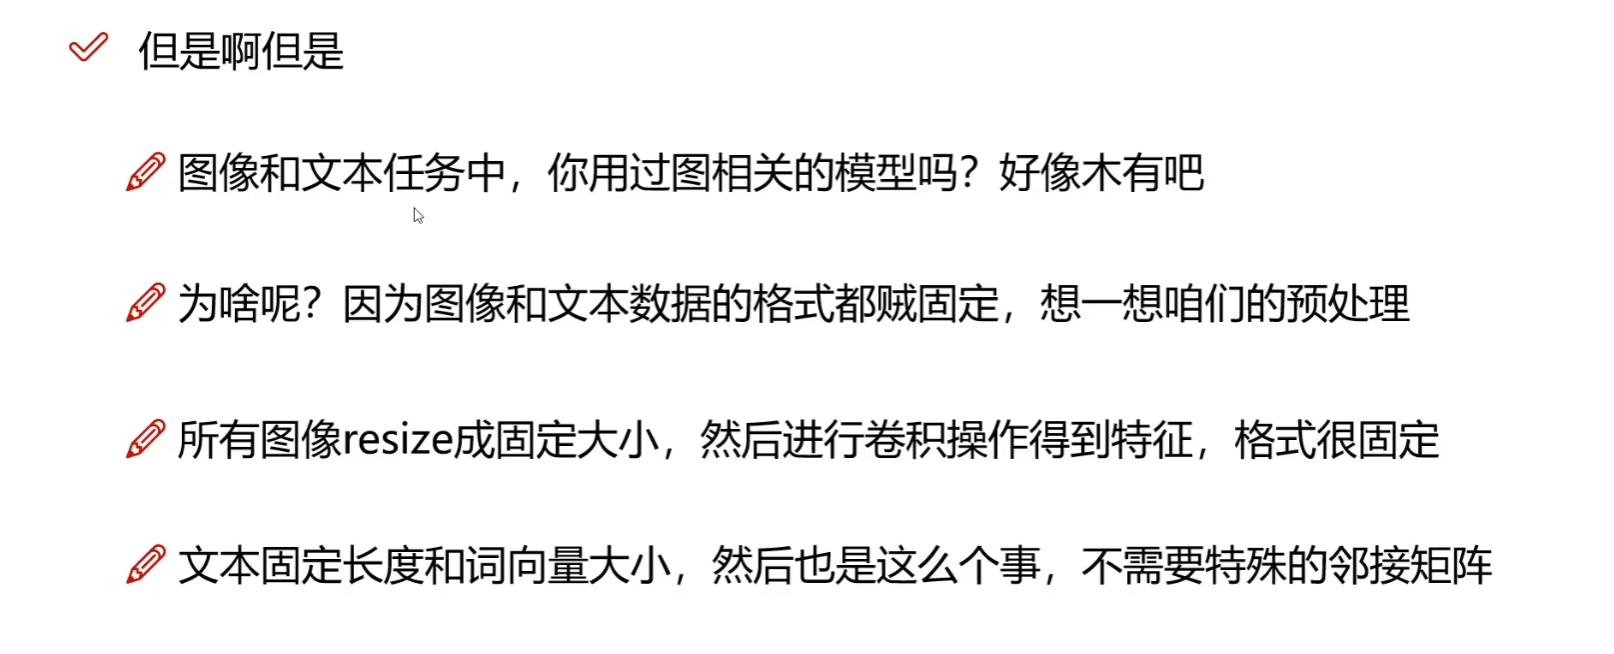 但是啊但是
图像和文本任务中，你用过图相关的模型吗？好像木有吧
为啥呢？因为图像和文本数据的格式都贼固定，想一想咱们的预处理
所有图像resize成固定大小，然后进行卷积操作得到特征，格式很固定
文本固定长度和词向量大小，然后也是这么个事，不需要特殊的邻接矩阵